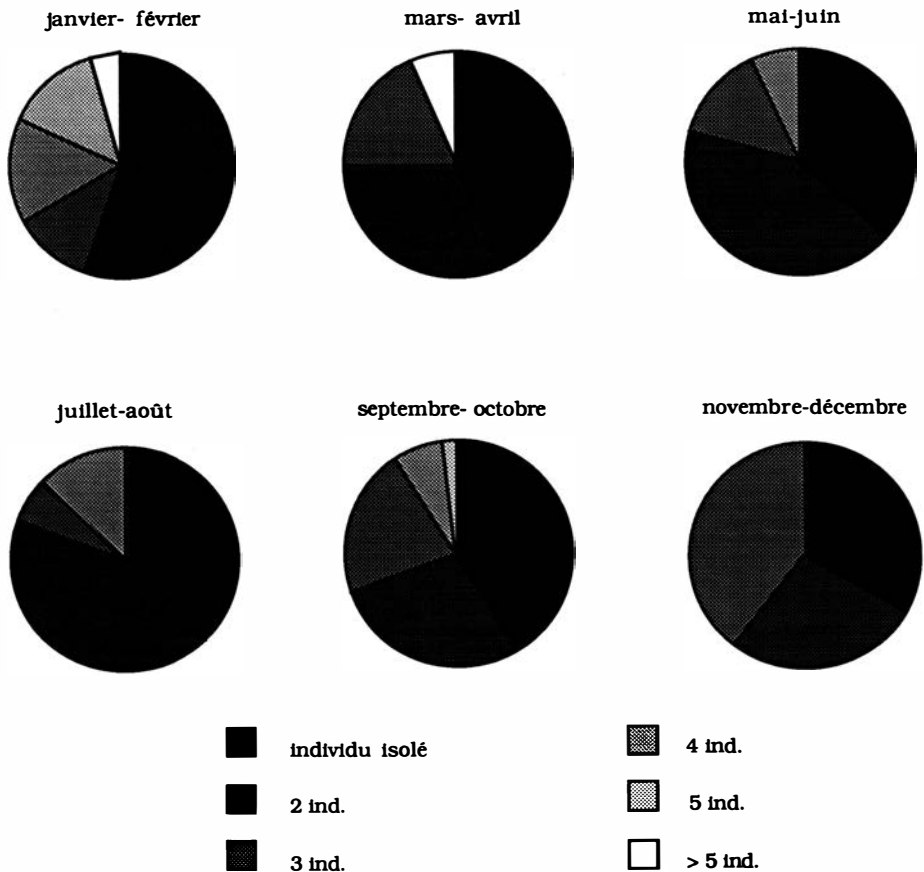 janvier- février
mars- avril
mai-juin
juillet-août
septembre- octobre
novembre-décembre
individu isolé
2 ind.
3 ind.
4 ind.
5 ind.
> 5 ind.